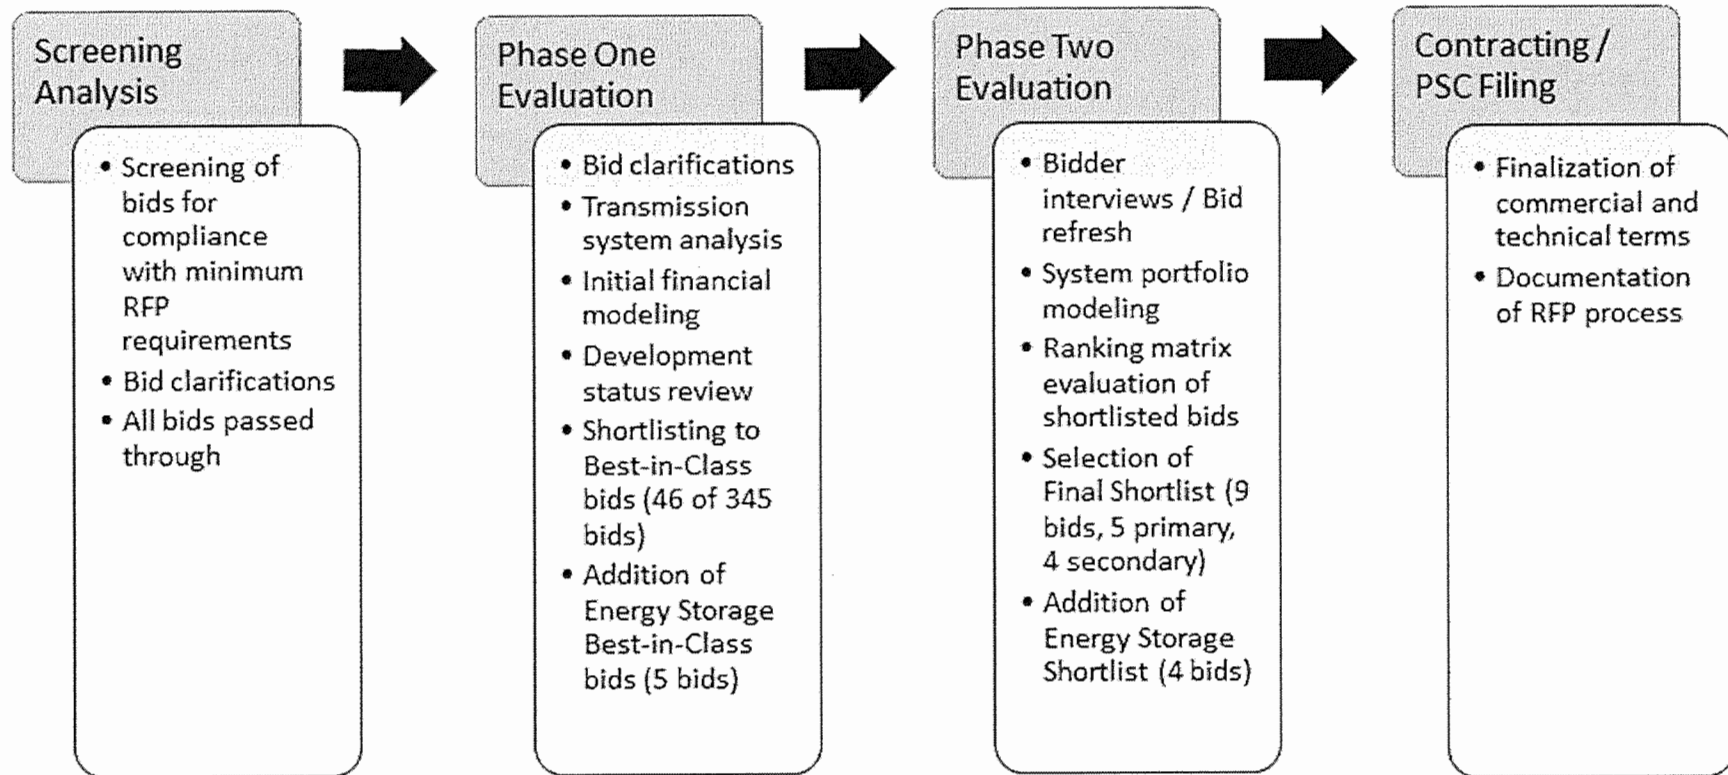 Screening
Analysis
• Screening of
bids for
compliance
with minimum
RFP
requirements
• Bid clarifications
• All bids passed
through
Phase One
Evaluation
• Bid clarifications
• Transmission
system analysis
• Initial financial
modeling
• Development
status review
• Shortlisting to
Best-in-Class
bids (46 of 345
bids)
• Addition of
Energy Storage
Best-in-Class
bids (5 bids)
Phase Two
Evaluation
• Bidder
interviews / Bid
refresh
• System portfolio
modeling
• Ranking matrix
evaluation of
shortlisted bids
• Selection of
Final Shortlist (9
bids, 5 primary,
4 secondary)
• Addition of
Energy Storage
Shortlist (4 bids)
Contracting /
PSC Filing
• Finalization of
commercial and
technical terms
• Documentation
of RFP process